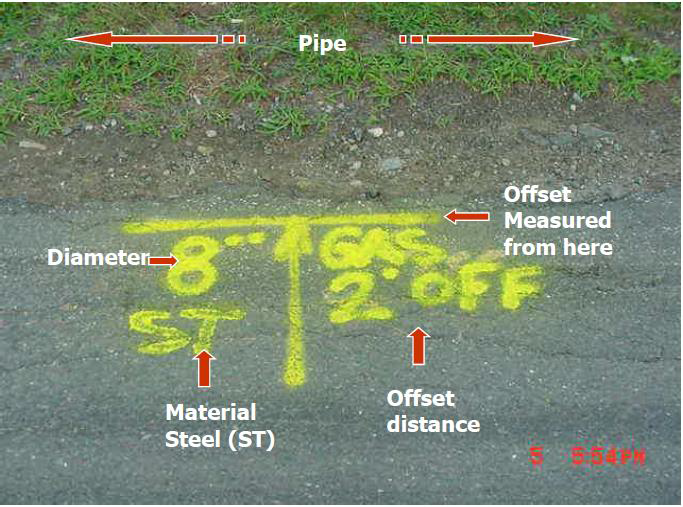 Pipe
Offset
Measured
from here
Diameter
8" GAS
2' OFF
ST
Material
Steel (ST)
Offset
distance
5 5:54PM